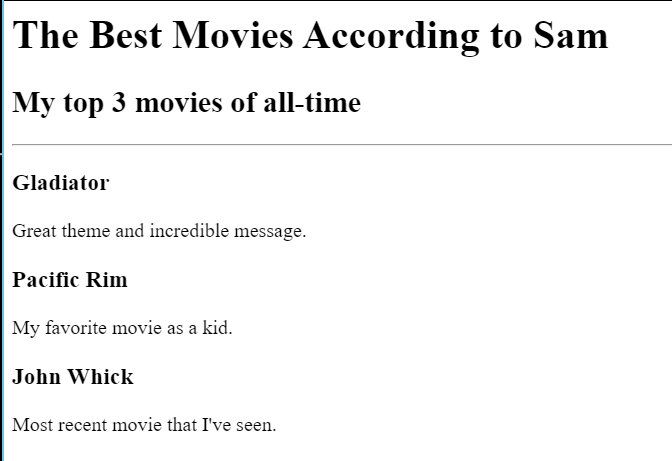 The Best Movies According to Sam
My top 3 movies of all-time
Gladiator
Great theme and incredible message.
Pacific Rim
My favorite movie as a kid.
John Whick
Most recent movie that I've seen.